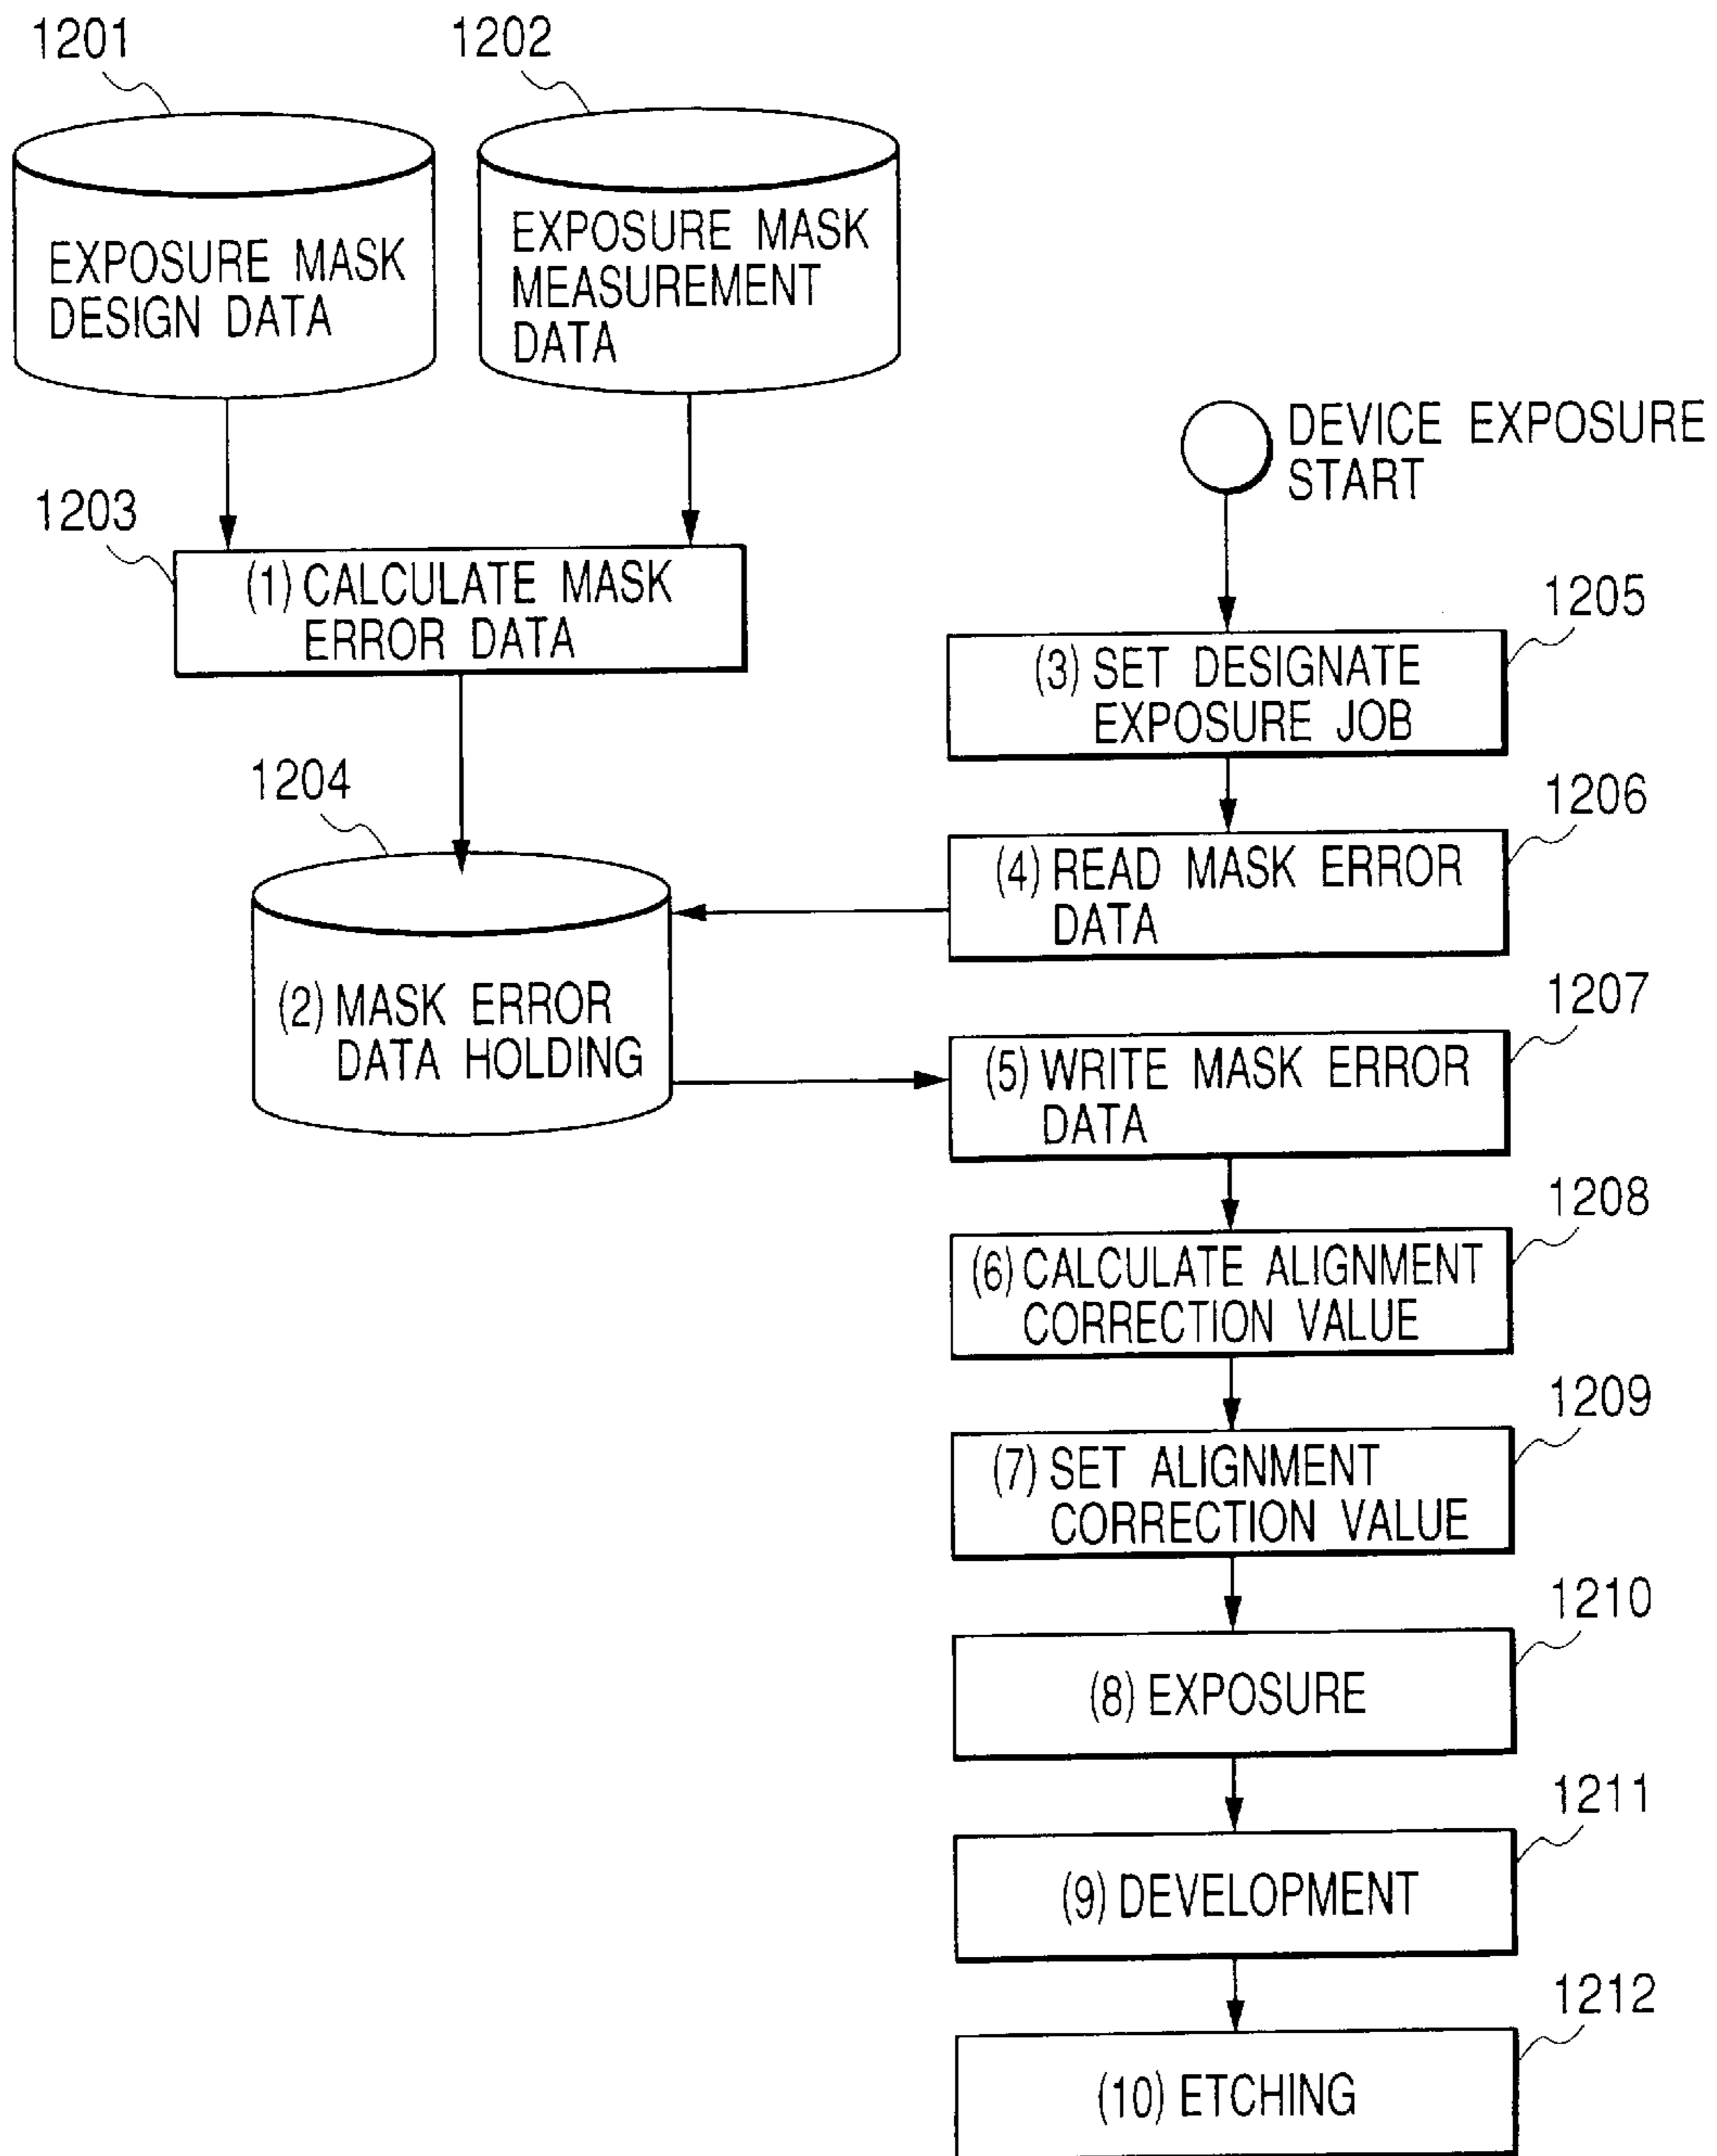 1201
1202
EXPOSURE MASK
DESIGN DATA
EXPOSURE MASK
MEASUREMENT
DATA
DEVICE EXPOSURE
START
1203
(1) CALCULATE MASK
ERROR DATA
1205
(3) SET DESIGNATE
EXPOSURE JOB
1204
1206
(4) READ MASK ERROR
DATA
(2) MASK ERROR
DATA HOLDING
1207
(5) WRITE MASK ERROR
DATA
1208
(6) CALCULATE ALIGNMENT
CORRECTION VALUE
1209
(7) SET ALIGNMENT
CORRECTION VALUE
1210
(8) EXPOSURE
1211
(9) DEVELOPMENT
1212
(10) ETCHING